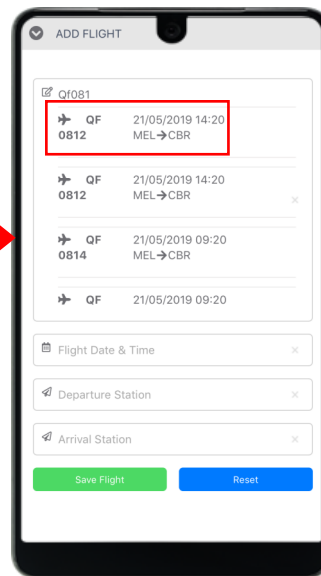 ADD FLIGHT
Qf081
QF 21/05/2019 14:20
0812 MEL→CBR
QF 21/05/2019 14:20
0812 MEL→CBR
QF 21/05/2019 09:20
0814 MEL→CBR
QF 21/05/2019 09:20
Flight Date & Time
Departure Station
Arrival Station
Save Flight Reset